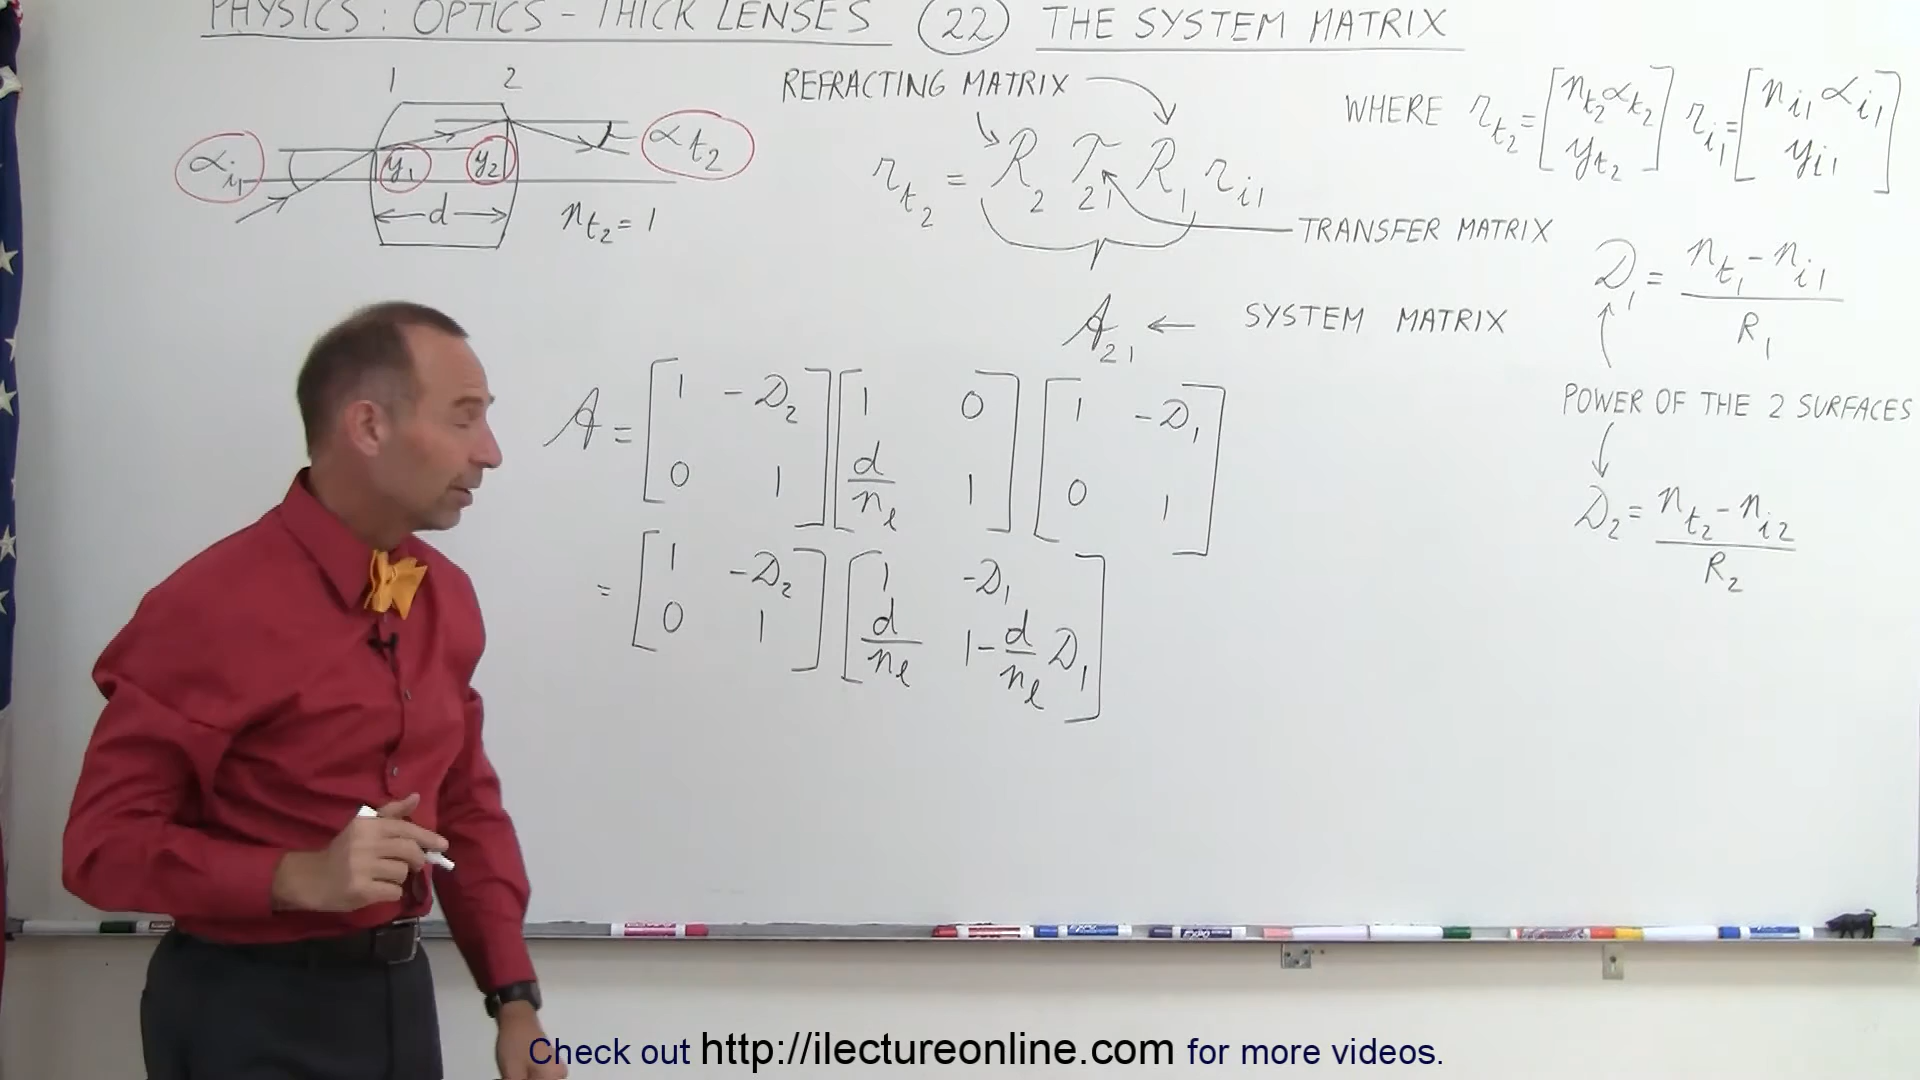 PHYSICS: OPTICS - THICK LENSES (22) THE SYSTEM MATRIX
1 2
α_i1 y_1 y_2 α_t2
d
n_t2 = 1
REFRACTING MATRIX
r_t2 = R_2 T_21 R_1 r_i1
TRANSFER MATRIX
A_21 ← SYSTEM MATRIX
WHERE r_t2 = [n_t2 α_t2; y_t2] r_i1 = [n_i1 α_i1; y_i1]
D_1 = (n_t1 - n_i1)/R_1
POWER OF THE 2 SURFACES
D_2 = (n_t2 - n_i2)/R_2
A = [1 -D_2; 0 1] [1 0; d/n_ℓ 1] [1 -D_1; 0 1]
= [1 -D_2; 0 1] [1 -D_1; d/n_ℓ 1 - d/n_ℓ D_1]
Check out http://ilectureonline.com for more videos.